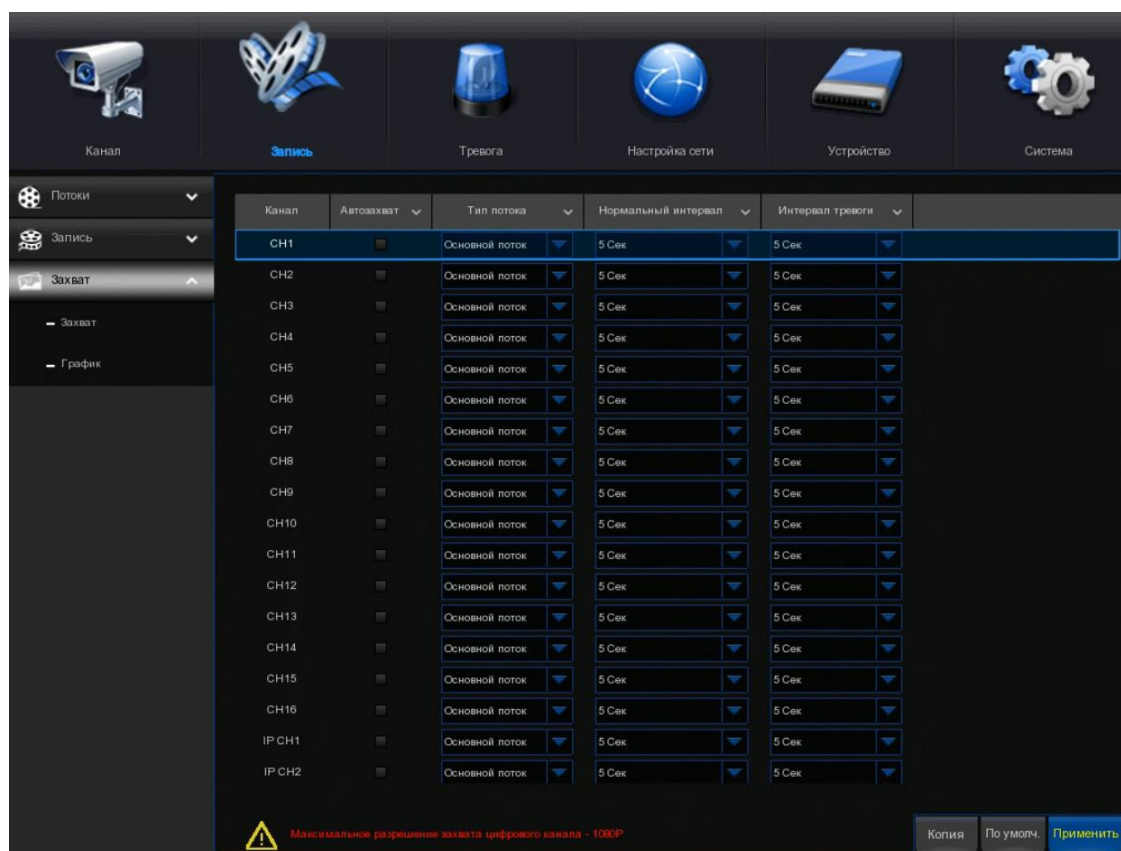 Канал Запись Тревога Настройка сети Устройство Система
Потоки
Запись
Захват
Захват
График
Канал Автозахват Тип потока Нормальный интервал Интервал тревоги
CH1 Основной поток 5 Сек 5 Сек
CH2 Основной поток 5 Сек 5 Сек
CH3 Основной поток 5 Сек 5 Сек
CH4 Основной поток 5 Сек 5 Сек
CH5 Основной поток 5 Сек 5 Сек
CH6 Основной поток 5 Сек 5 Сек
CH7 Основной поток 5 Сек 5 Сек
CH8 Основной поток 5 Сек 5 Сек
CH9 Основной поток 5 Сек 5 Сек
CH10 Основной поток 5 Сек 5 Сек
CH11 Основной поток 5 Сек 5 Сек
CH12 Основной поток 5 Сек 5 Сек
CH13 Основной поток 5 Сек 5 Сек
CH14 Основной поток 5 Сек 5 Сек
CH15 Основной поток 5 Сек 5 Сек
CH16 Основной поток 5 Сек 5 Сек
IP CH1 Основной поток 5 Сек 5 Сек
IP CH2 Основной поток 5 Сек 5 Сек
Максимальное разрешение захвата цифрового канала - 1080P
Копия По умолч. Применить